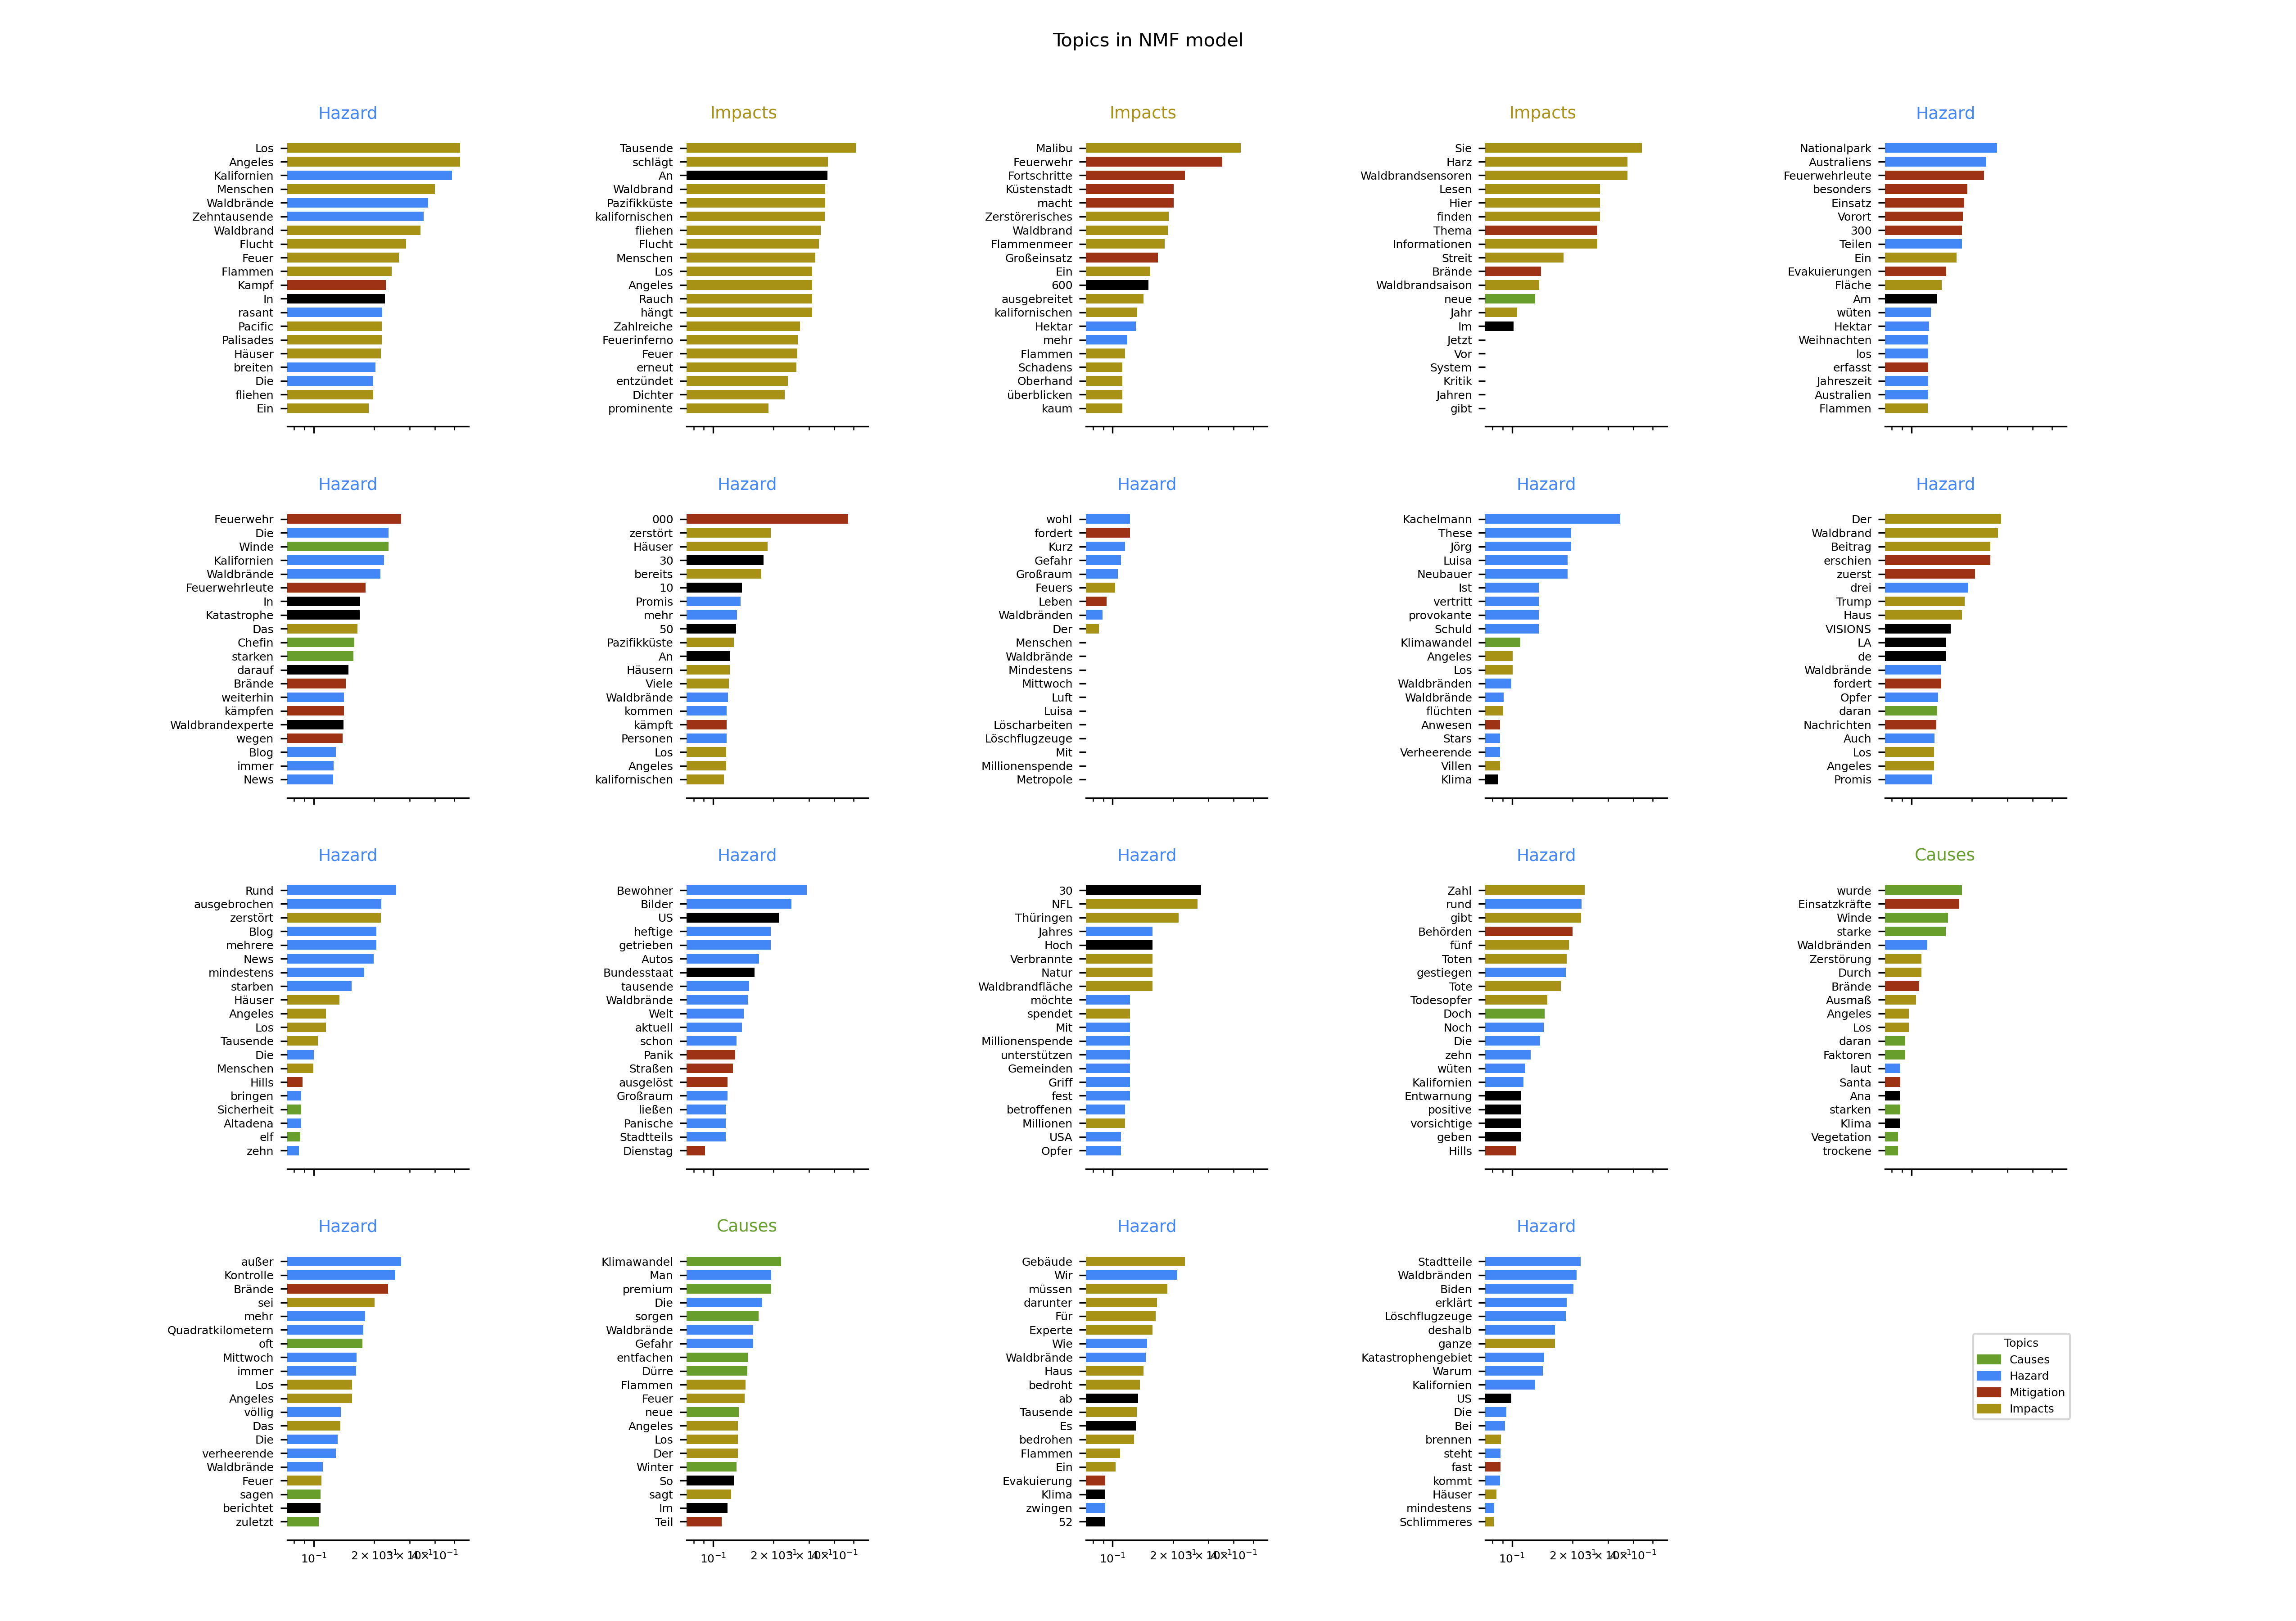 Topics in NMF model
Hazard
Los
Angeles
Kalifornien
Menschen
Waldbrände
Zehntausende
Waldbrand
Flucht
Feuer
Flammen
Kampf
In
rasant
Pacific
Palisades
Häuser
breiten
Die
fliehen
Ein
Impacts
Tausende
schlägt
An
Waldbrand
Pazifikküste
kalifornischen
fliehen
Flucht
Menschen
Los
Angeles
Rauch
hängt
Zahlreiche
Feuerinferno
Feuer
erneut
entzündet
Dichter
prominente
Impacts
Malibu
Feuerwehr
Fortschritte
Küstenstadt
macht
Zerstörerisches
Waldbrand
Flammenmeer
Großeinsatz
Ein
600
ausgebreitet
kalifornischen
Hektar
mehr
Flammen
Schadens
Oberhand
überblicken
kaum
Impacts
Sie
Harz
Waldbrandsensoren
Lesen
Hier
finden
Thema
Informationen
Streit
Brände
Waldbrandsaison
neue
Jahr
Im
Jetzt
Vor
System
Kritik
Jahren
gibt
Hazard
Nationalpark
Australiens
Feuerwehrleute
besonders
Einsatz
Vorort
300
Teilen
Ein
Evakuierungen
Fläche
Am
wüten
Hektar
Weihnachten
los
erfasst
Jahreszeit
Australien
Flammen
Hazard
Feuerwehr
Die
Winde
Kalifornien
Waldbrände
Feuerwehrleute
In
Katastrophe
Das
Chefin
starken
darauf
Brände
weiterhin
kämpfen
Waldbrandexperte
wegen
Blog
immer
News
Hazard
000
zerstört
Häuser
30
bereits
10
Promis
mehr
50
Pazifikküste
An
Häusern
Viele
Waldbrände
kommen
kämpft
Personen
Los
Angeles
kalifornischen
Hazard
wohl
fordert
Kurz
Gefahr
Großraum
Feuers
Leben
Waldbränden
Der
Menschen
Waldbrände
Mindestens
Mittwoch
Luft
Luisa
Löscharbeiten
Löschflugzeuge
Mit
Millionenspende
Metropole
Hazard
Kachelmann
These
Jörg
Luisa
Neubauer
Ist
vertritt
provokante
Schuld
Klimawandel
Angeles
Los
Waldbränden
Waldbrände
flüchten
Anwesen
Stars
Verheerende
Villen
Klima
Hazard
Der
Waldbrand
Beitrag
erschien
zuerst
drei
Trump
Haus
VISIONS
LA
de
Waldbrände
fordert
Opfer
daran
Nachrichten
Auch
Los
Angeles
Promis
Hazard
Rund
ausgebrochen
zerstört
Blog
mehrere
News
mindestens
starben
Häuser
Angeles
Los
Tausende
Die
Menschen
Hills
bringen
Sicherheit
Altadena
elf
zehn
Hazard
Bewohner
Bilder
US
heftige
getrieben
Autos
Bundesstaat
tausende
Waldbrände
Welt
aktuell
schon
Panik
Straßen
ausgelöst
Großraum
ließen
Panische
Stadtteils
Dienstag
Hazard
30
NFL
Thüringen
Jahres
Hoch
Verbrannte
Natur
Waldbrandfläche
möchte
spendet
Mit
Millionenspende
unterstützen
Gemeinden
Griff
fest
betroffenen
Millionen
USA
Opfer
Hazard
Zahl
rund
gibt
Behörden
fünf
Toten
gestiegen
Tote
Todesopfer
Doch
Noch
Die
zehn
wüten
Kalifornien
Entwarnung
positive
vorsichtige
geben
Hills
Causes
wurde
Einsatzkräfte
Winde
starke
Waldbränden
Zerstörung
Durch
Brände
Ausmaß
Angeles
Los
daran
Faktoren
laut
Santa
Ana
starken
Klima
Vegetation
trockene
Hazard
außer
Kontrolle
Brände
sei
mehr
Quadratkilometern
oft
Mittwoch
immer
Los
Angeles
völlig
Das
Die
verheerende
Waldbrände
Feuer
sagen
berichtet
zuletzt
10⁻¹
Causes
Klimawandel
Man
premium
Die
sorgen
Waldbrände
Gefahr
entfachen
Dürre
Flammen
Feuer
neue
Angeles
Los
Der
Winter
So
sagt
Im
Teil
10⁻¹
Hazard
Gebäude
Wir
müssen
darunter
Für
Experte
Wie
Waldbrände
Haus
bedroht
ab
Tausende
Es
bedrohen
Flammen
Ein
Evakuierung
Klima
zwingen
52
10⁻¹
Hazard
Stadtteile
Waldbränden
Biden
erklärt
Löschflugzeuge
deshalb
ganze
Katastrophengebiet
Warum
Kalifornien
US
Die
Bei
brennen
steht
fast
kommt
Häuser
mindestens
Schlimmeres
10⁻¹
Topics
Causes
Hazard
Mitigation
Impacts